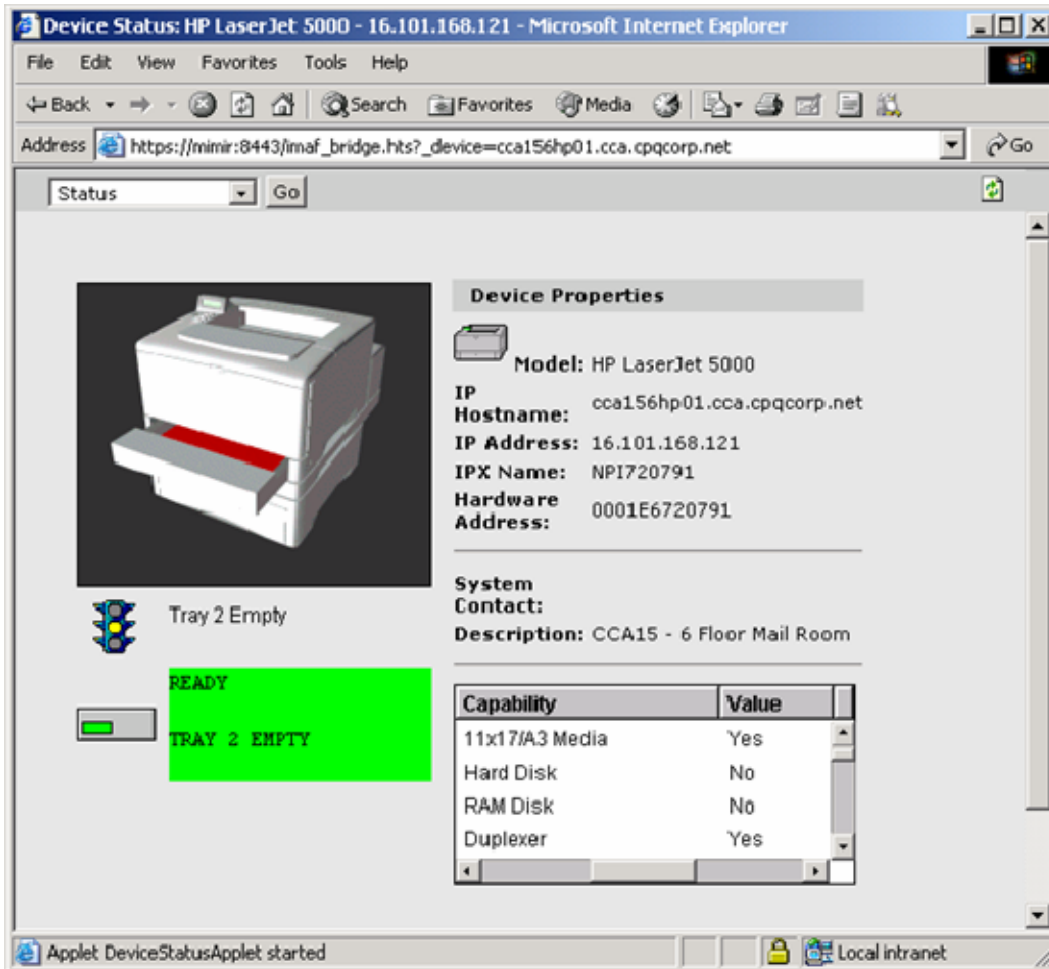 Device Status: HP LaserJet 5000 - 16.101.168.121 - Microsoft Internet Explorer
File Edit View Favorites Tools Help
Back Search Favorites Media
Address https://mimir:8443/imaf_bridge.hts?_device=cca156hp01.cca.cpqcorp.net Go
Status Go
Device Properties
Model: HP LaserJet 5000
IP
Hostname: cca156hp01.cca.cpqcorp.net
IP Address: 16.101.168.121
IPX Name: NPI720791
Hardware
Address: 0001E6720791
System
Contact:
Description: CCA15 - 6 Floor Mail Room
Tray 2 Empty
READY
TRAY 2 EMPTY
Capability Value
11x17/A3 Media Yes
Hard Disk No
RAM Disk No
Duplexer Yes
Applet DeviceStatusApplet started Local intranet